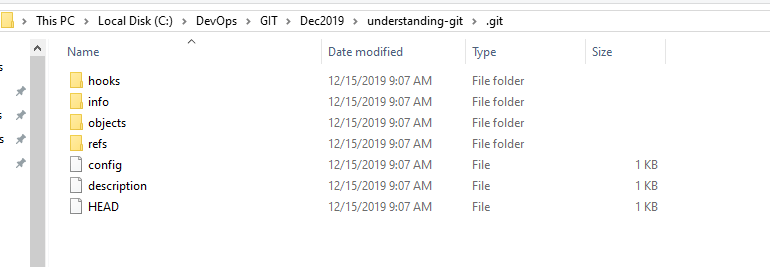 This PC > Local Disk (C:) > DevOps > GIT > Dec2019 > understanding-git > .git
Name Date modified Type Size
hooks 12/15/2019 9:07 AM File folder
info 12/15/2019 9:07 AM File folder
objects 12/15/2019 9:07 AM File folder
refs 12/15/2019 9:07 AM File folder
config 12/15/2019 9:07 AM File 1 KB
description 12/15/2019 9:07 AM File 1 KB
HEAD 12/15/2019 9:07 AM File 1 KB